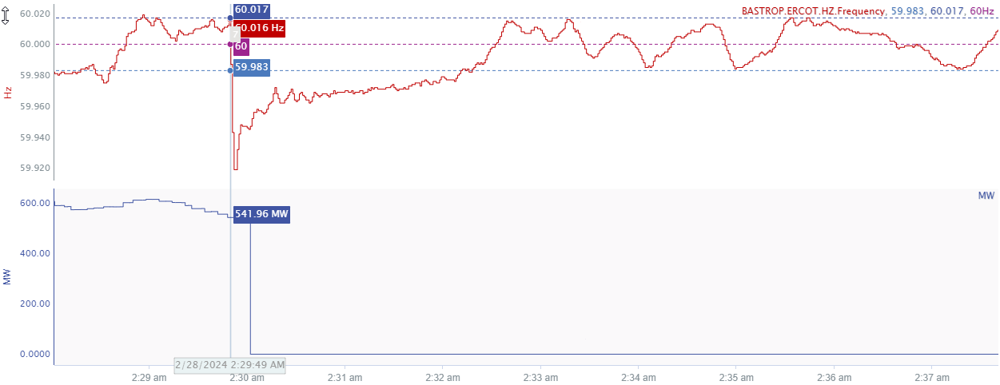 60.020
60.000
59.980
59.960
59.940
59.920
Hz
60.017
60.016 Hz
60
59.983
BASTROP.ERCOT.HZ.Frequency, 59.983, 60.017, 60Hz
MW
600.00
400.00
200.00
0.0000
MW
541.96 MW
2/28/2024 2:29:49 AM
2:29 am
2:30 am
2:31 am
2:32 am
2:33 am
2:34 am
2:35 am
2:36 am
2:37 am